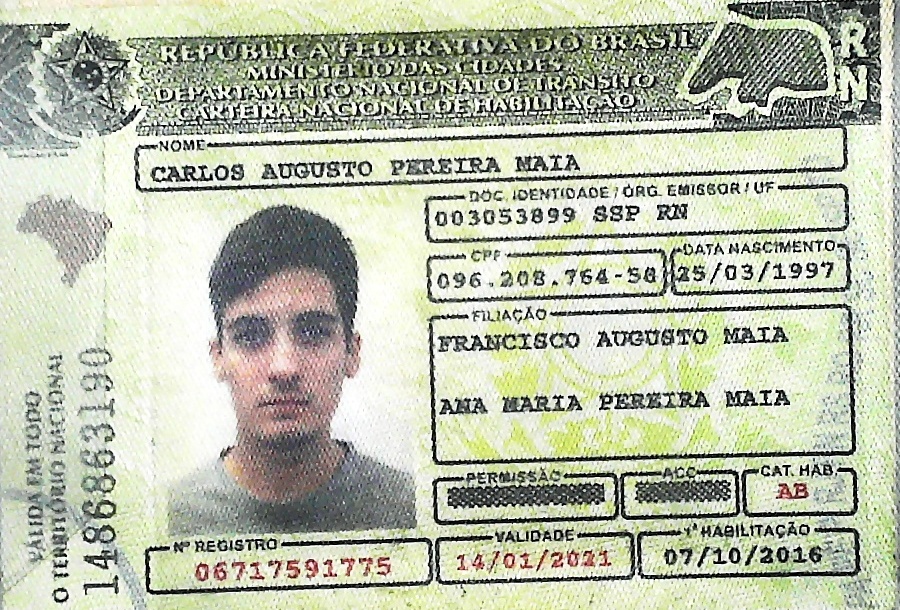 REPÚBLICA FEDERATIVA DO BRASIL
MINISTÉRIO DAS CIDADES
DEPARTAMENTO NACIONAL DE TRÂNSITO
CARTEIRA NACIONAL DE HABILITAÇÃO
RN
NOME
CARLOS AUGUSTO PEREIRA MAIA
DOC. IDENTIDADE / ÓRG. EMISSOR / UF
003053899 SSP RN
CPF
096.208.764-58
DATA NASCIMENTO
25/03/1997
FILIAÇÃO
FRANCISCO AUGUSTO MAIA
ANA MARIA PEREIRA MAIA
PERMISSÃO
ACC
CAT. HAB.
AB
Nº REGISTRO
06717591775
VALIDADE
14/01/2021
1ª HABILITAÇÃO
07/10/2016
VÁLIDA EM TODO
O TERRITÓRIO NACIONAL
1486863190